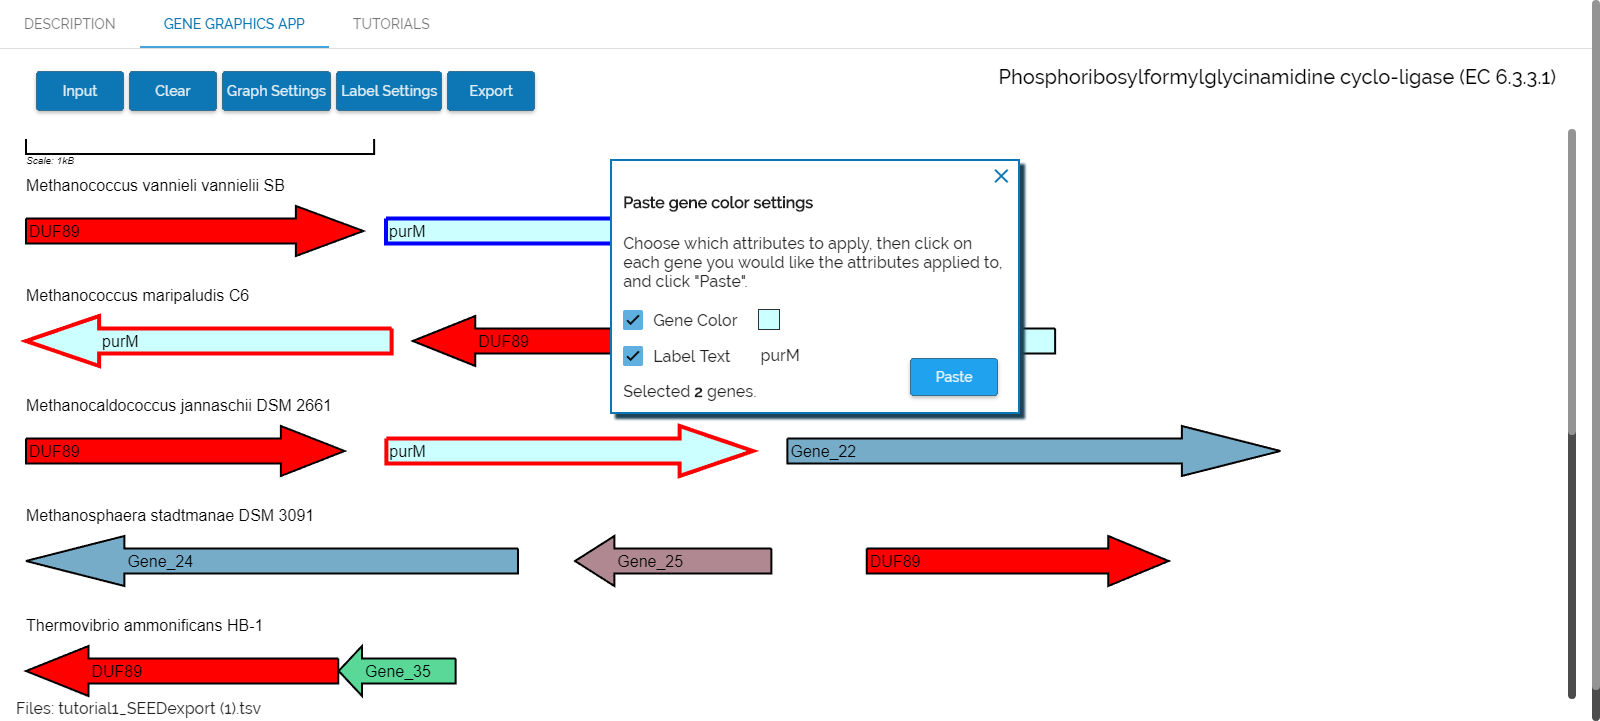 DESCRIPTION
GENE GRAPHICS APP
TUTORIALS
Input
Clear
Graph Settings
Label Settings
Export
Phosphoribosylformylglycinamidine cyclo-ligase (EC 6.3.3.1)
Scale: 1kB
Methanococcus vannieli vannielii SB
DUF89
purM
Methanococcus maripaludis C6
purM
DUF89
Paste gene color settings
Choose which attributes to apply, then click on
each gene you would like the attributes applied to,
and click "Paste".
Gene Color
Label Text
purM
Paste
Selected 2 genes.
Methanocaldococcus jannaschii DSM 2661
DUF89
purM
Gene_22
Methanosphaera stadtmanae DSM 3091
Gene_24
Gene_25
DUF89
Thermovibrio ammonificans HB-1
DUF89
Gene_35
Files: tutorial1_SEEDexport (1).tsv